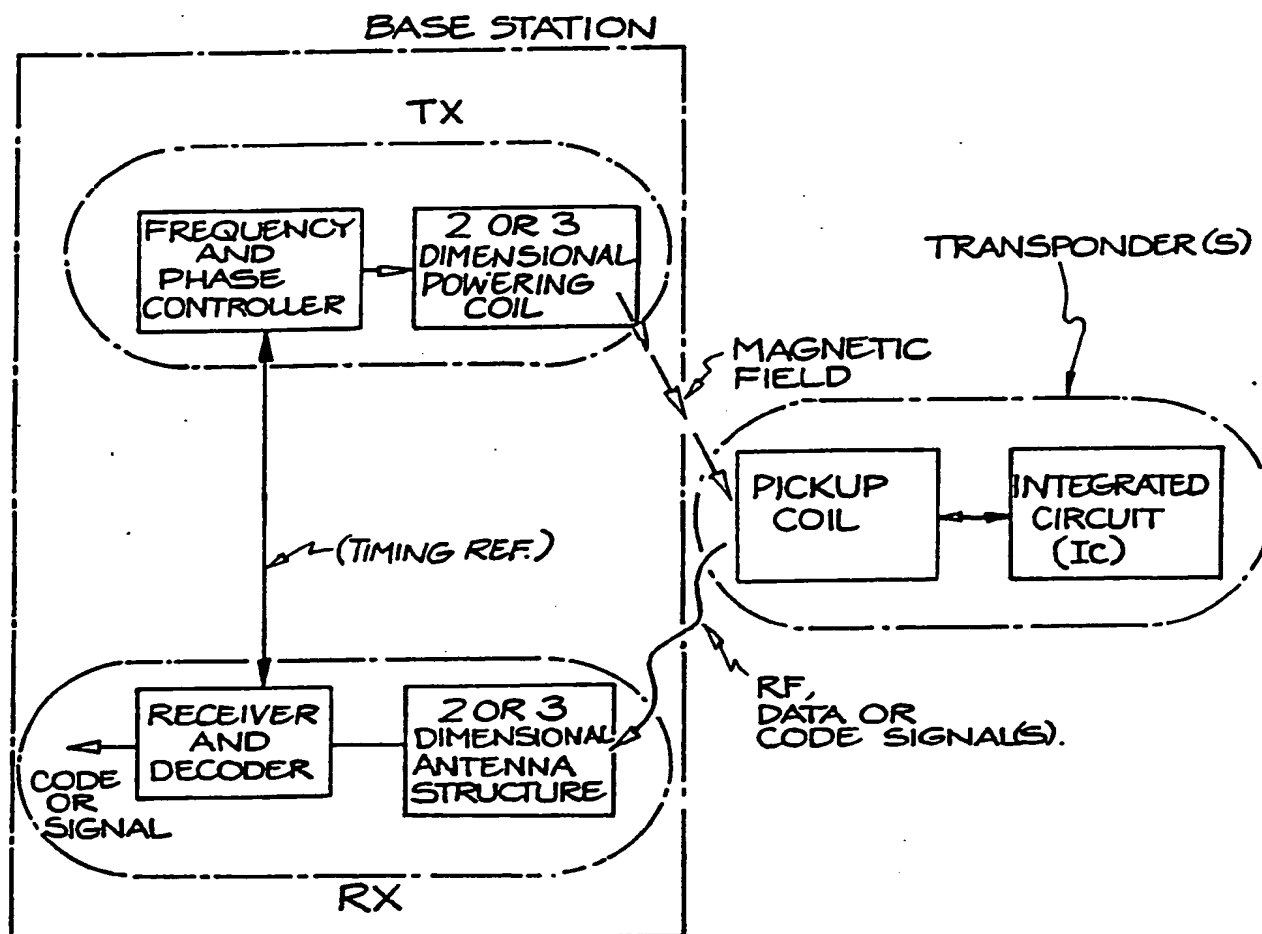 BASE STATION
TX
FREQUENCY
AND
PHASE
CONTROLLER
2 OR 3
DIMENSIONAL
POWERING
COIL
TRANSPONDER(S)
MAGNETIC
FIELD
PICKUP
COIL
INTEGRATED
CIRCUIT
(IC)
(TIMING REF.)
RF,
DATA OR
CODE SIGNAL(S).
RECEIVER
AND
DECODER
2 OR 3
DIMENSIONAL
ANTENNA
STRUCTURE
CODE
OR
SIGNAL
RX